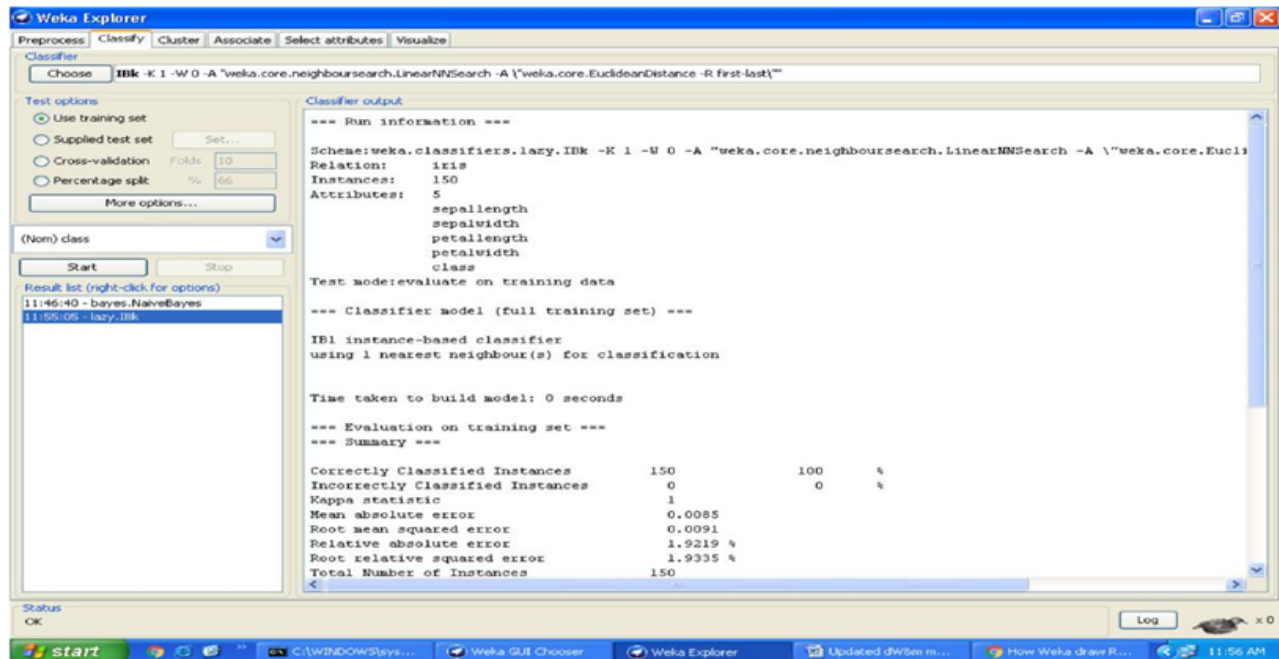 Weka Explorer
Preprocess Classify Cluster Associate Select attributes Visualize
Classifier
Choose IBk -K 1 -W 0 -A "weka.core.neighboursearch.LinearNNSearch -A \"weka.core.EuclideanDistance -R first-last\""
Test options
Use training set
Supplied test set Set...
Cross-validation Folds 10
Percentage split % 66
More options...
(Nom) class
Start Stop
Result list (right-click for options)
11:46:40 - bayes.NaiveBayes
11:55:05 - lazy.IBk
Classifier output
=== Run information ===
Scheme:weka.classifiers.lazy.IBk -K 1 -W 0 -A "weka.core.neighboursearch.LinearNNSearch -A \"weka.core.Eucli
Relation: iris
Instances: 150
Attributes: 5
sepallength
sepalwidth
petallength
petalwidth
class
Test mode:evaluate on training data
=== Classifier model (full training set) ===
IB1 instance-based classifier
using 1 nearest neighbour(s) for classification
Time taken to build model: 0 seconds
=== Evaluation on training set ===
=== Summary ===
Correctly Classified Instances 150 100 %
Incorrectly Classified Instances 0 0 %
Kappa statistic 1
Mean absolute error 0.0085
Root mean squared error 0.0091
Relative absolute error 1.9219 %
Root relative squared error 1.9335 %
Total Number of Instances 150
Status
OK
Log x 0
start C:\WINDOWS\sys... Weka GUI Chooser Weka Explorer Updated dW8m m... How Weka draw R... 11:56 AM